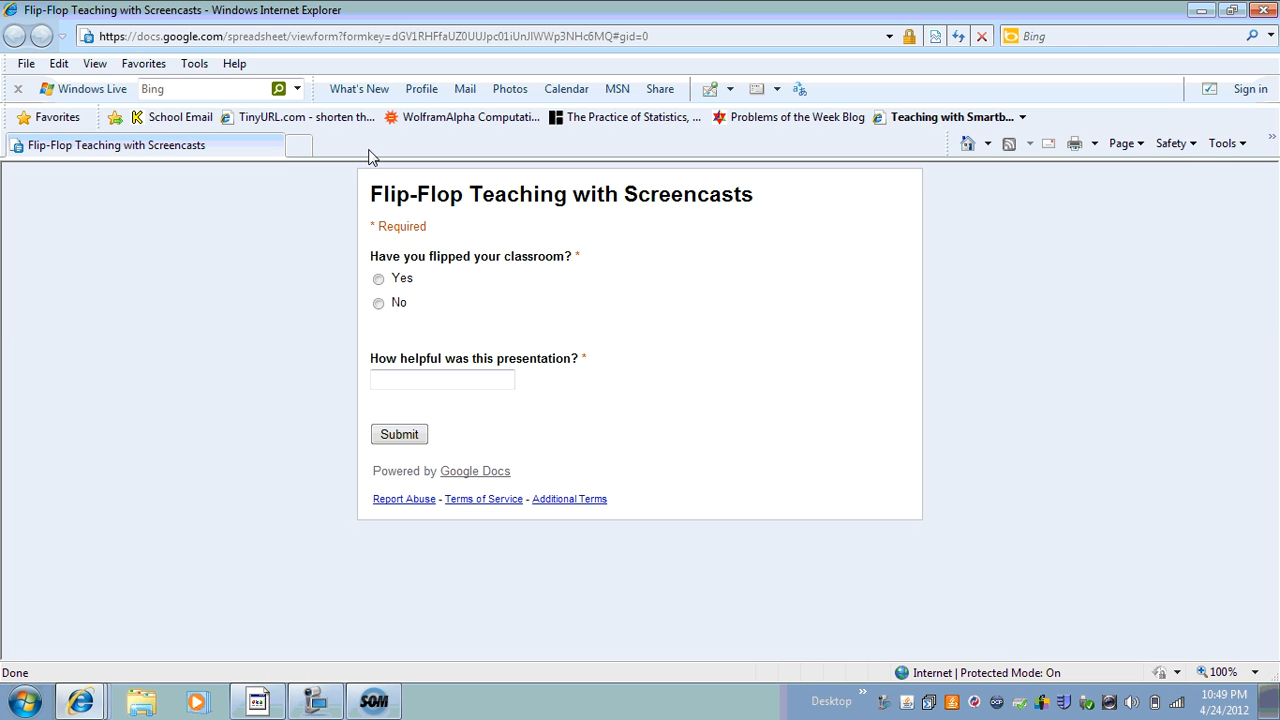 Flip-Flop Teaching with Screencasts - Windows Internet Explorer
https://docs.google.com/spreadsheet/viewform?formkey=dGV1RHFfaUZ0UUJpc01iUnJIWWp3NHc6MQ#gid=0
Bing
File Edit View Favorites Tools Help
Windows Live Bing What's New Profile Mail Photos Calendar MSN Share Sign in
Favorites School Email TinyURL.com - shorten th... WolframAlpha Computati... The Practice of Statistics, ... Problems of the Week Blog Teaching with Smartb...
Flip-Flop Teaching with Screencasts Page Safety Tools
Flip-Flop Teaching with Screencasts
* Required
Have you flipped your classroom? *
Yes
No
How helpful was this presentation? *
Submit
Powered by Google Docs
Report Abuse - Terms of Service - Additional Terms
Done Internet | Protected Mode: On 100%
SOM Desktop 10:49 PM
4/24/2012